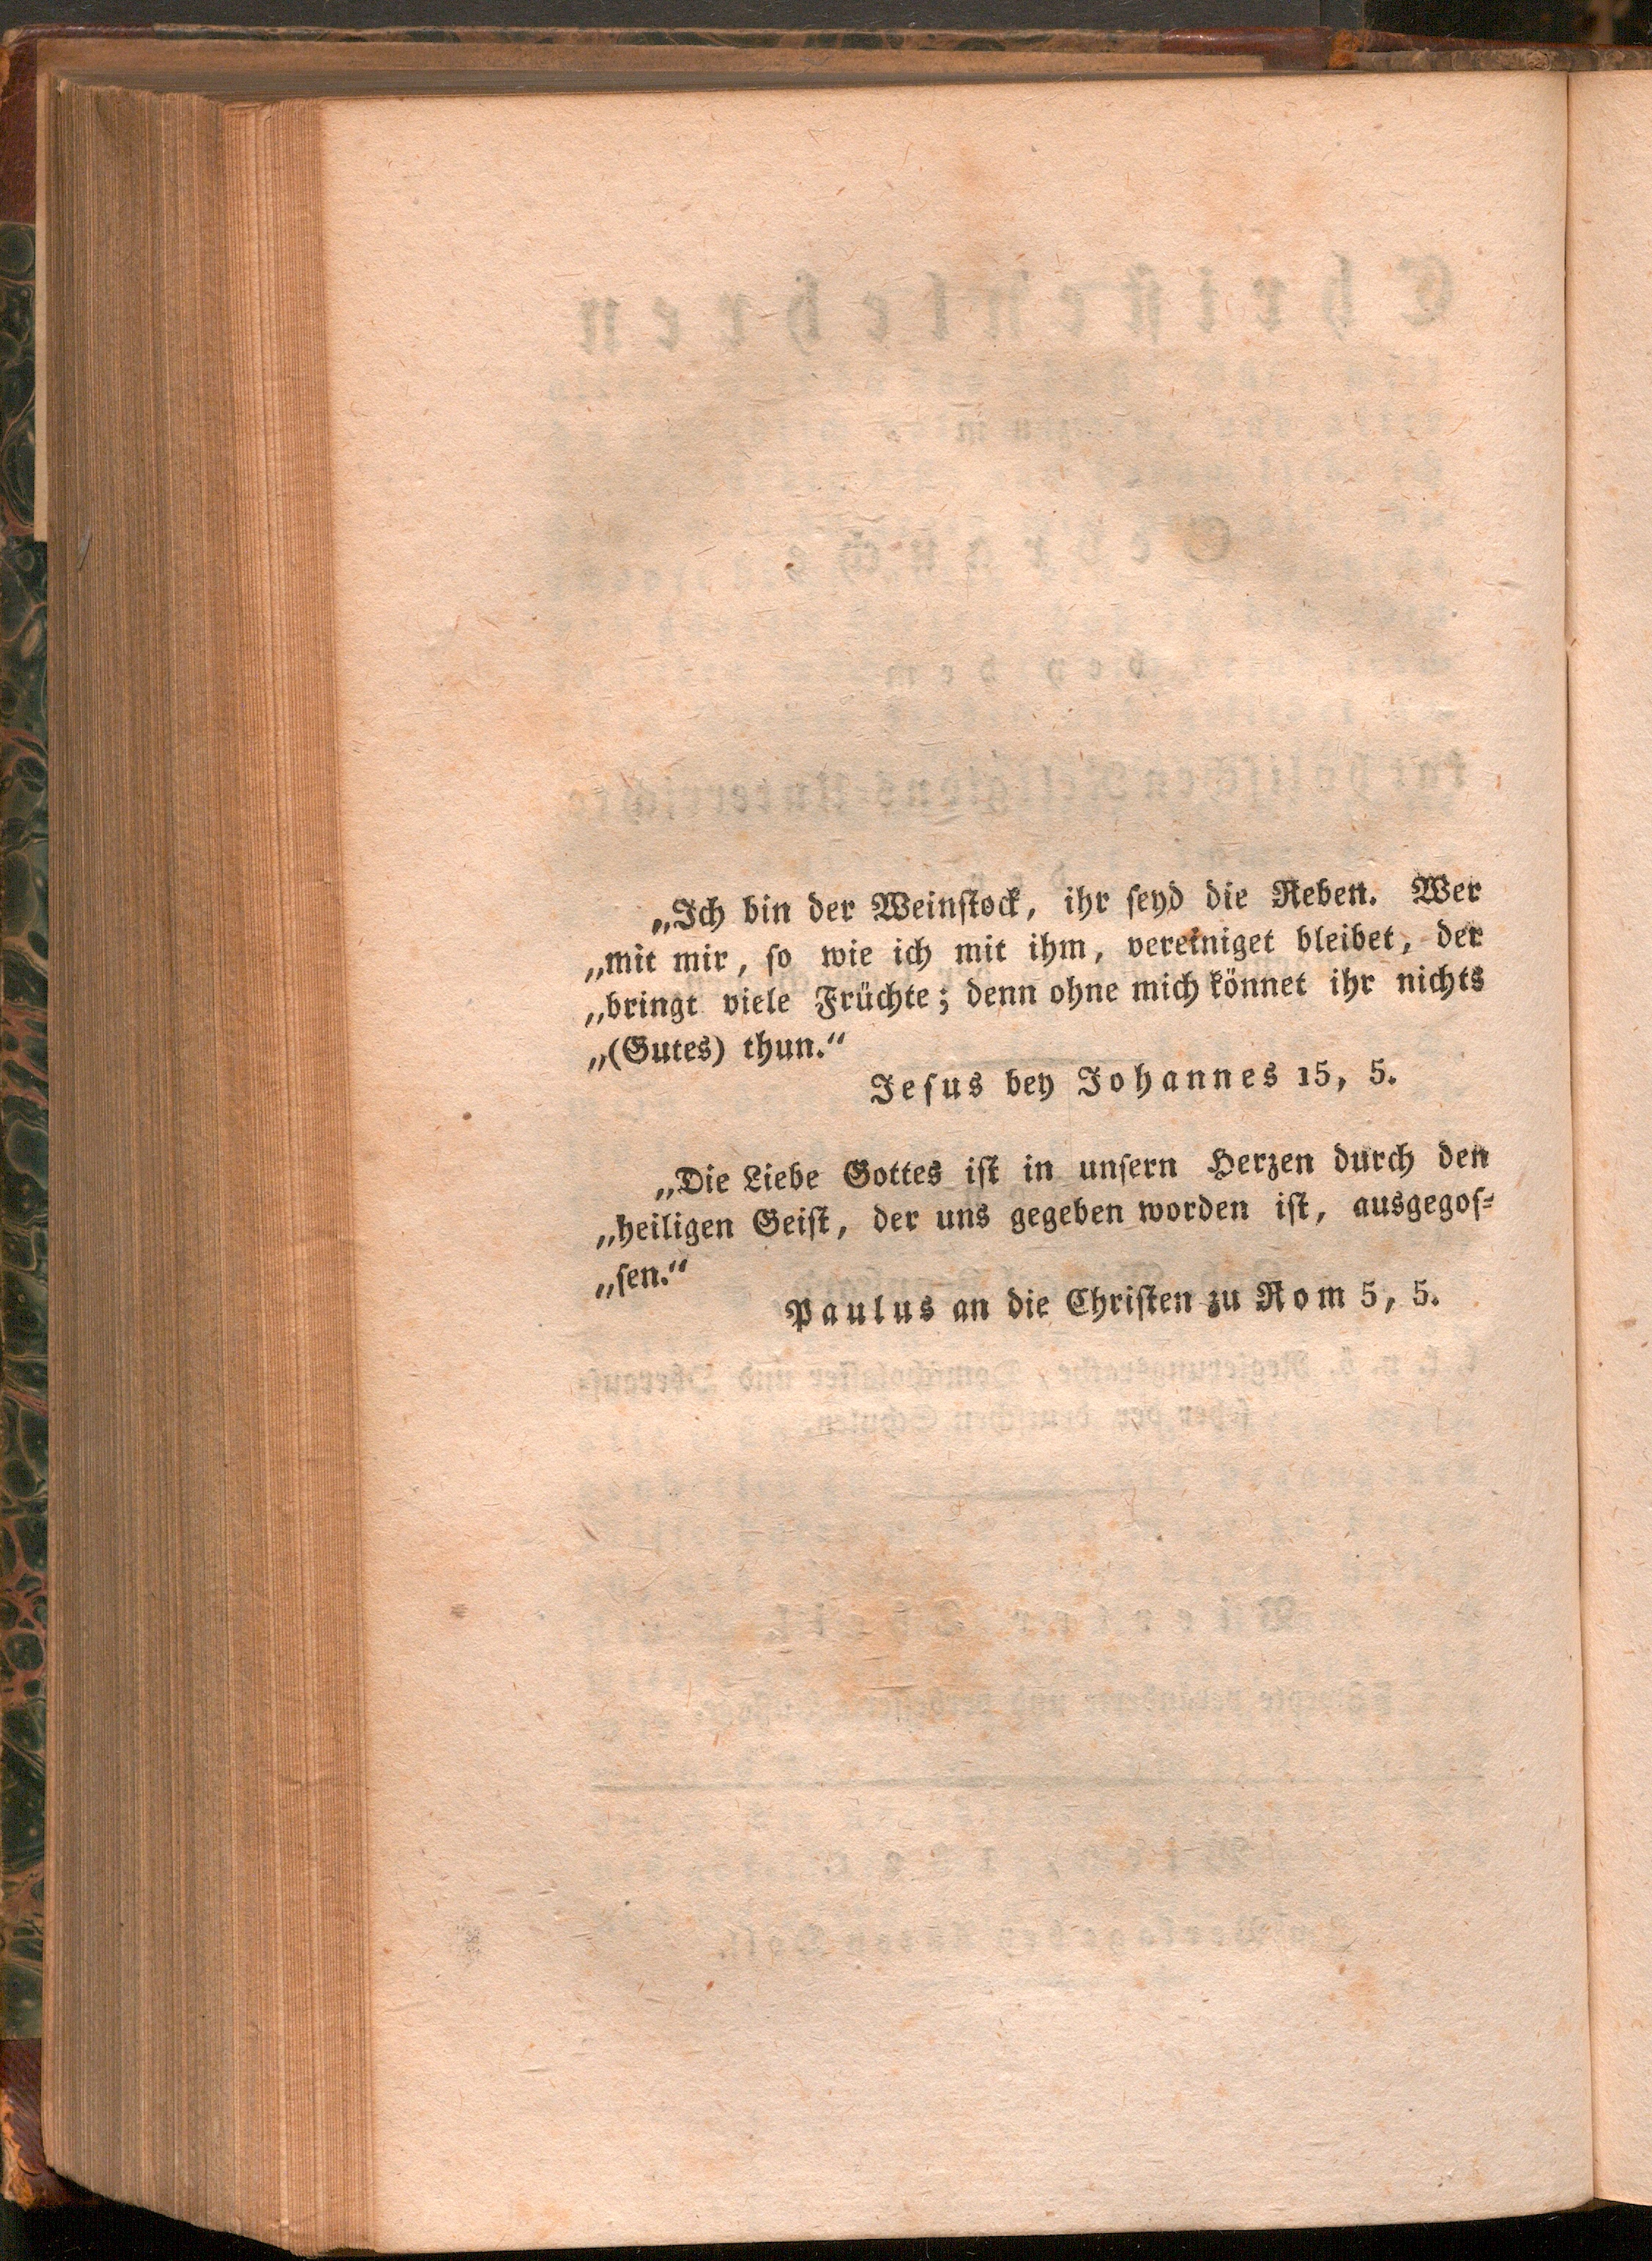 „Ich bin der Weinſtock, ihr ſeyd die Reben. Wer
„mit mir, ſo wie ich mit ihm, vereiniget bleibet, der
„bringt viele Früchte; denn ohne mich könnet ihr nichts
„(Gutes) thun.“
Jeſus bey Johannes 15, 5.
„Die Liebe Gottes iſt in unſern Herzen durch den
„heiligen Geiſt, der uns gegeben worden iſt, ausgegoſ-
„ſen.“
Paulus an die Chriſten zu Rom 5, 5.